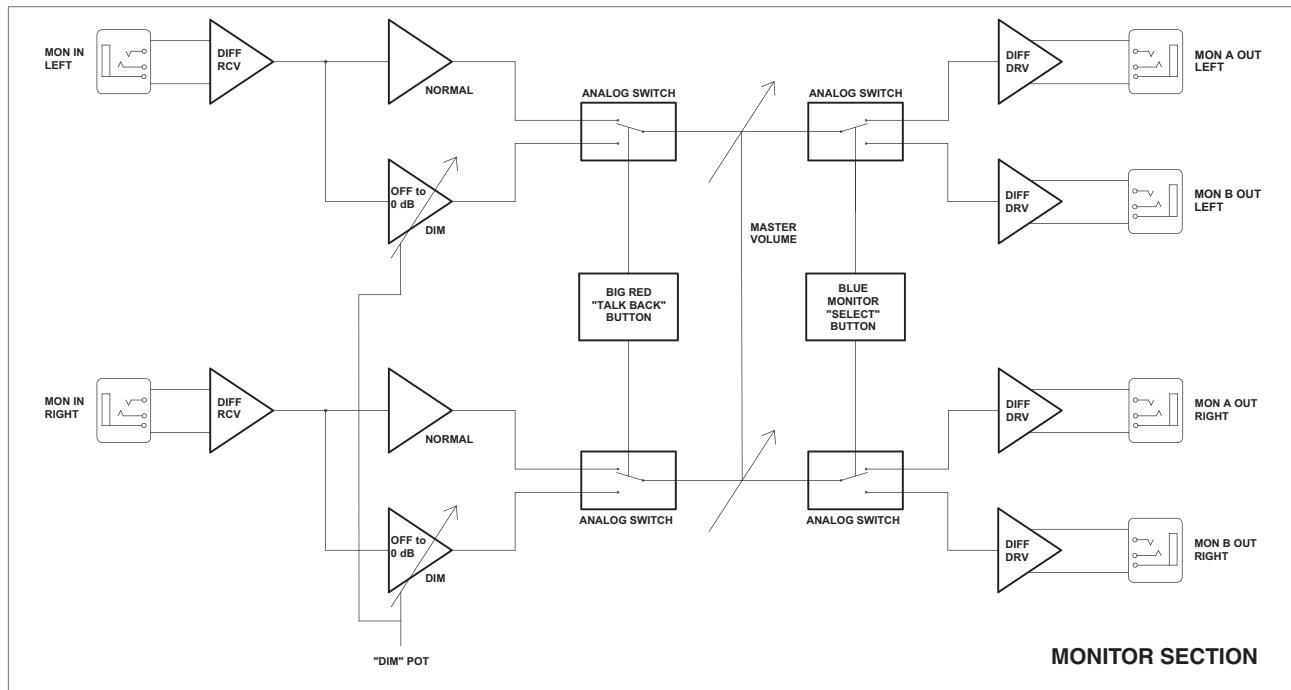 MON IN
LEFT
DIFF
RCV
NORMAL
OFF to
0 dB
DIM
ANALOG SWITCH
ANALOG SWITCH
DIFF
DRV
MON A OUT
LEFT
DIFF
DRV
MON B OUT
LEFT
MASTER
VOLUME
BIG RED
"TALK BACK"
BUTTON
BLUE
MONITOR
"SELECT"
BUTTON
MON IN
RIGHT
DIFF
RCV
NORMAL
OFF to
0 dB
DIM
ANALOG SWITCH
ANALOG SWITCH
DIFF
DRV
MON A OUT
RIGHT
DIFF
DRV
MON B OUT
RIGHT
"DIM" POT
MONITOR SECTION